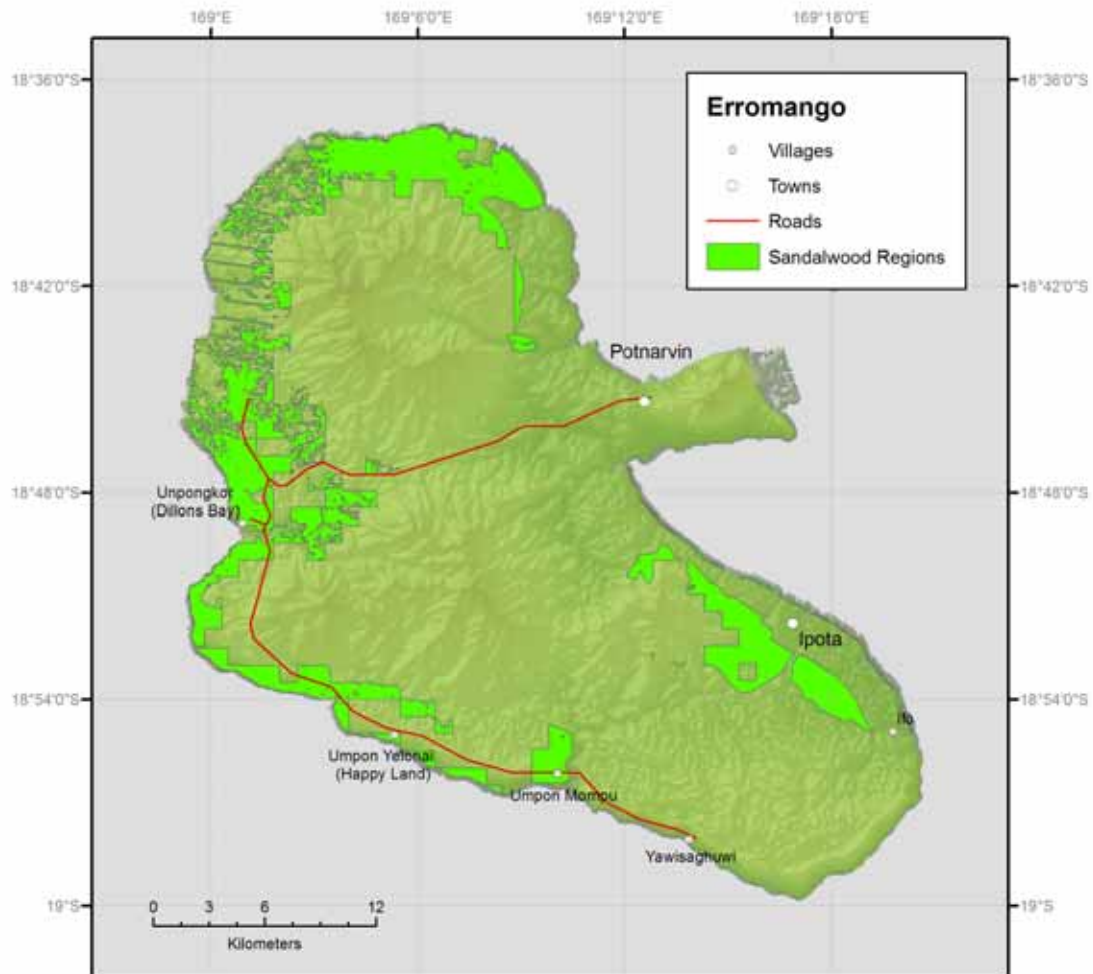 169°E 169°6'0"E 169°12'0"E 169°18'0"E
18°36'0"S 18°36'0"S
Erromango
Villages
Towns
Roads
Sandalwood Regions
18°42'0"S 18°42'0"S
Potnarvin
18°48'0"S 18°48'0"S
Unpongkor
(Dillons Bay)
Ipota
18°54'0"S 18°54'0"S
Ifo
Umpon Yelonai
(Happy Land)
Umpon Momou
Yawisaghuwi
19°S 19°S
0 3 6 12
Kilometers